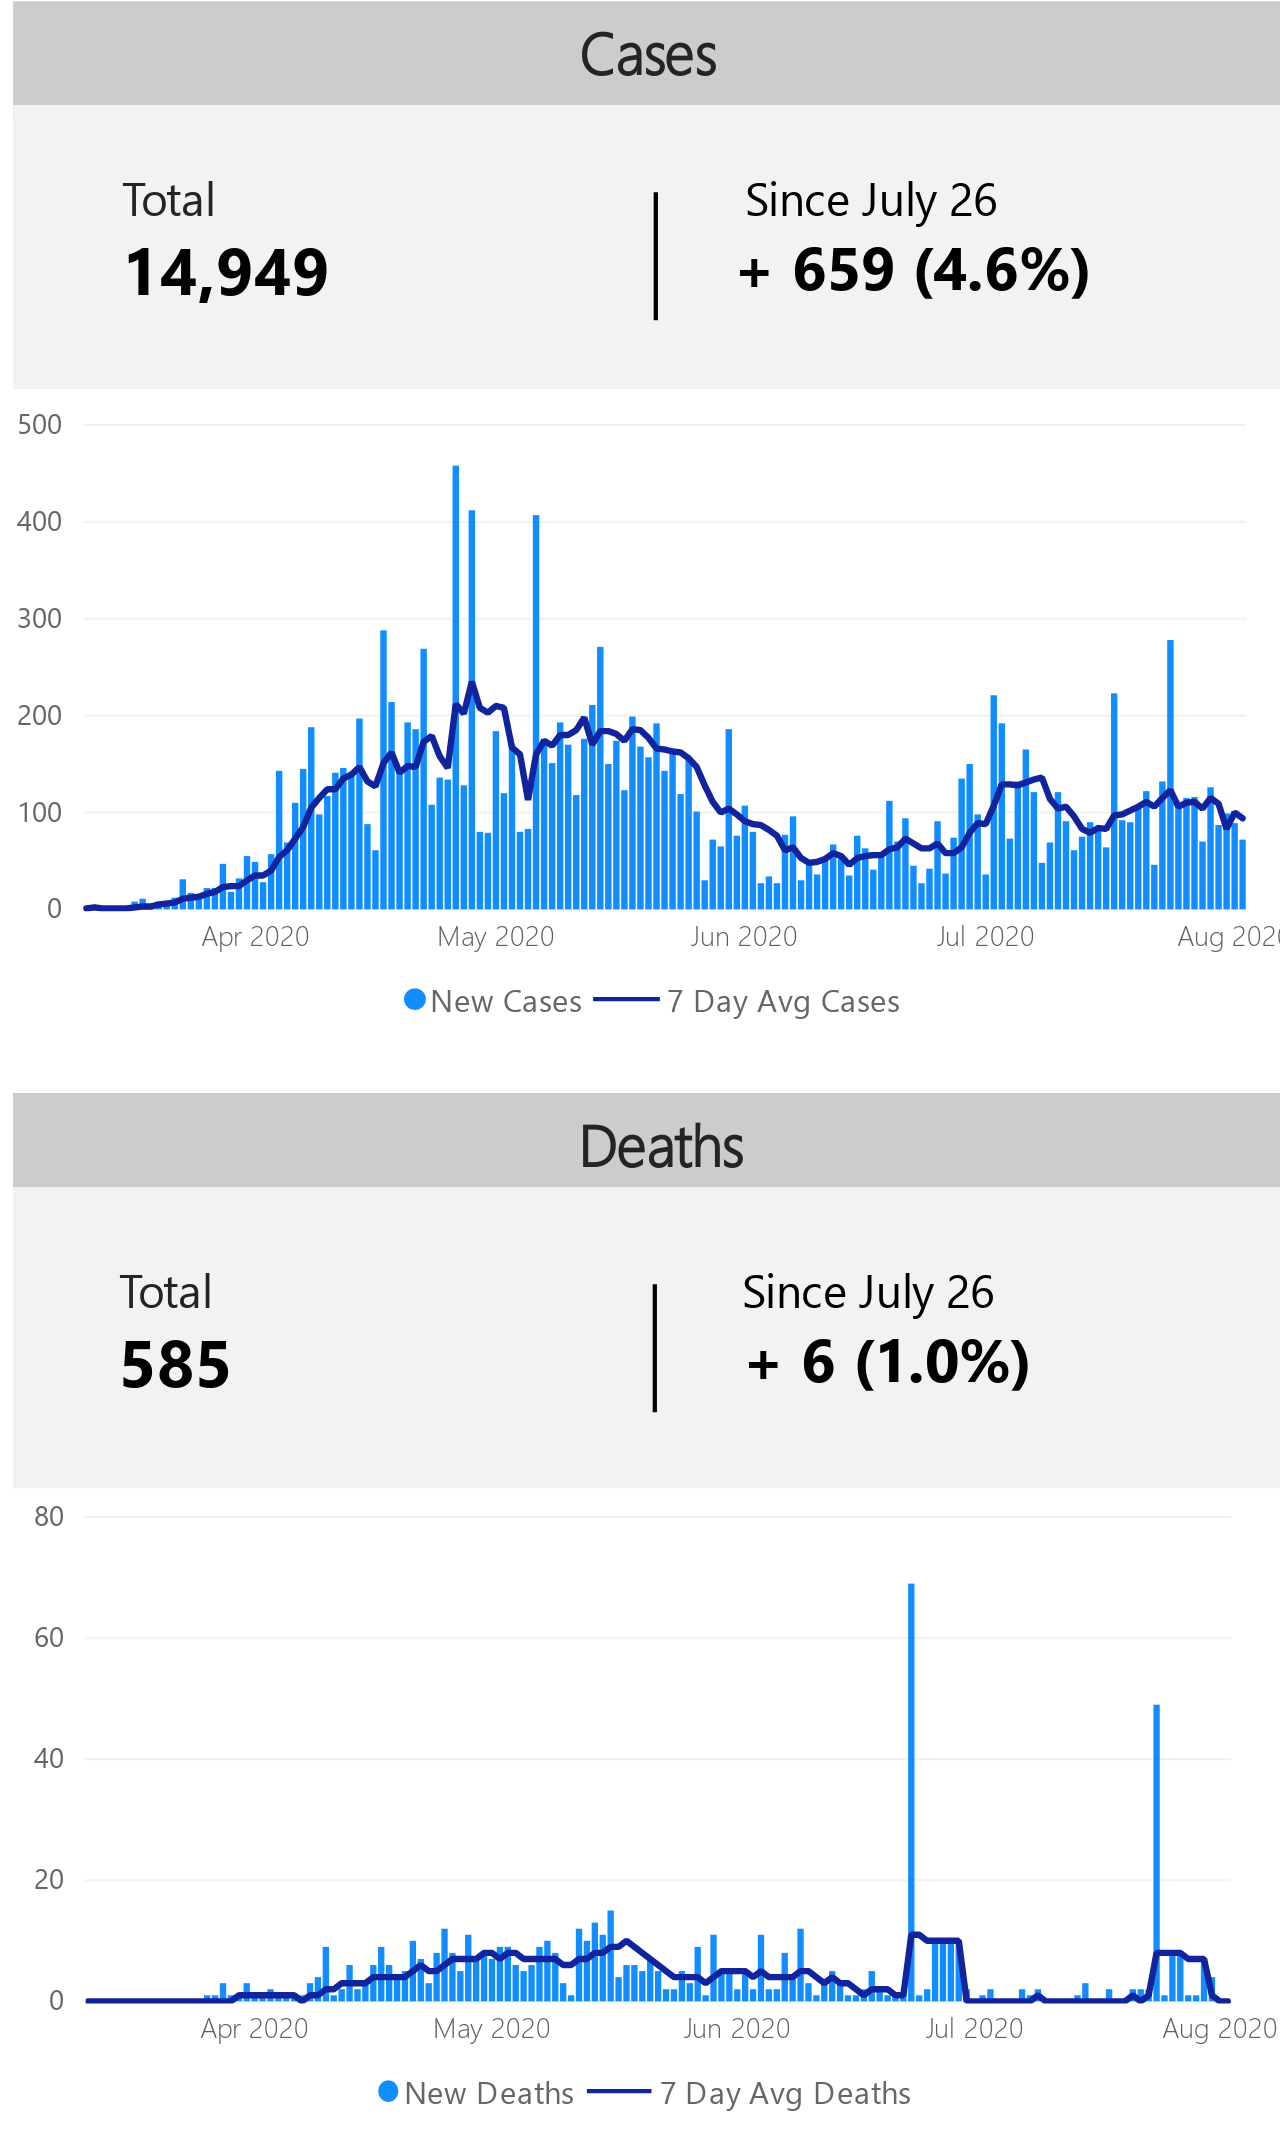 Cases
Total
14,949
Since July 26
+ 659 (4.6%)
500
400
300
200
100
0
Apr 2020
May 2020
Jun 2020
Jul 2020
Aug 202
New Cases
7 Day Avg Cases
Deaths
Total
585
Since July 26
+ 6 (1.0%)
80
60
40
20
0
Apr 2020
May 2020
Jun 2020
Jul 2020
Aug 2020
New Deaths
7 Day Avg Deaths